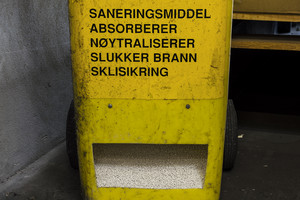 SANERINGSMIDDEL
ABSORBERER
NØYTRALISERER
SLUKKER BRANN
SKLISIKRING